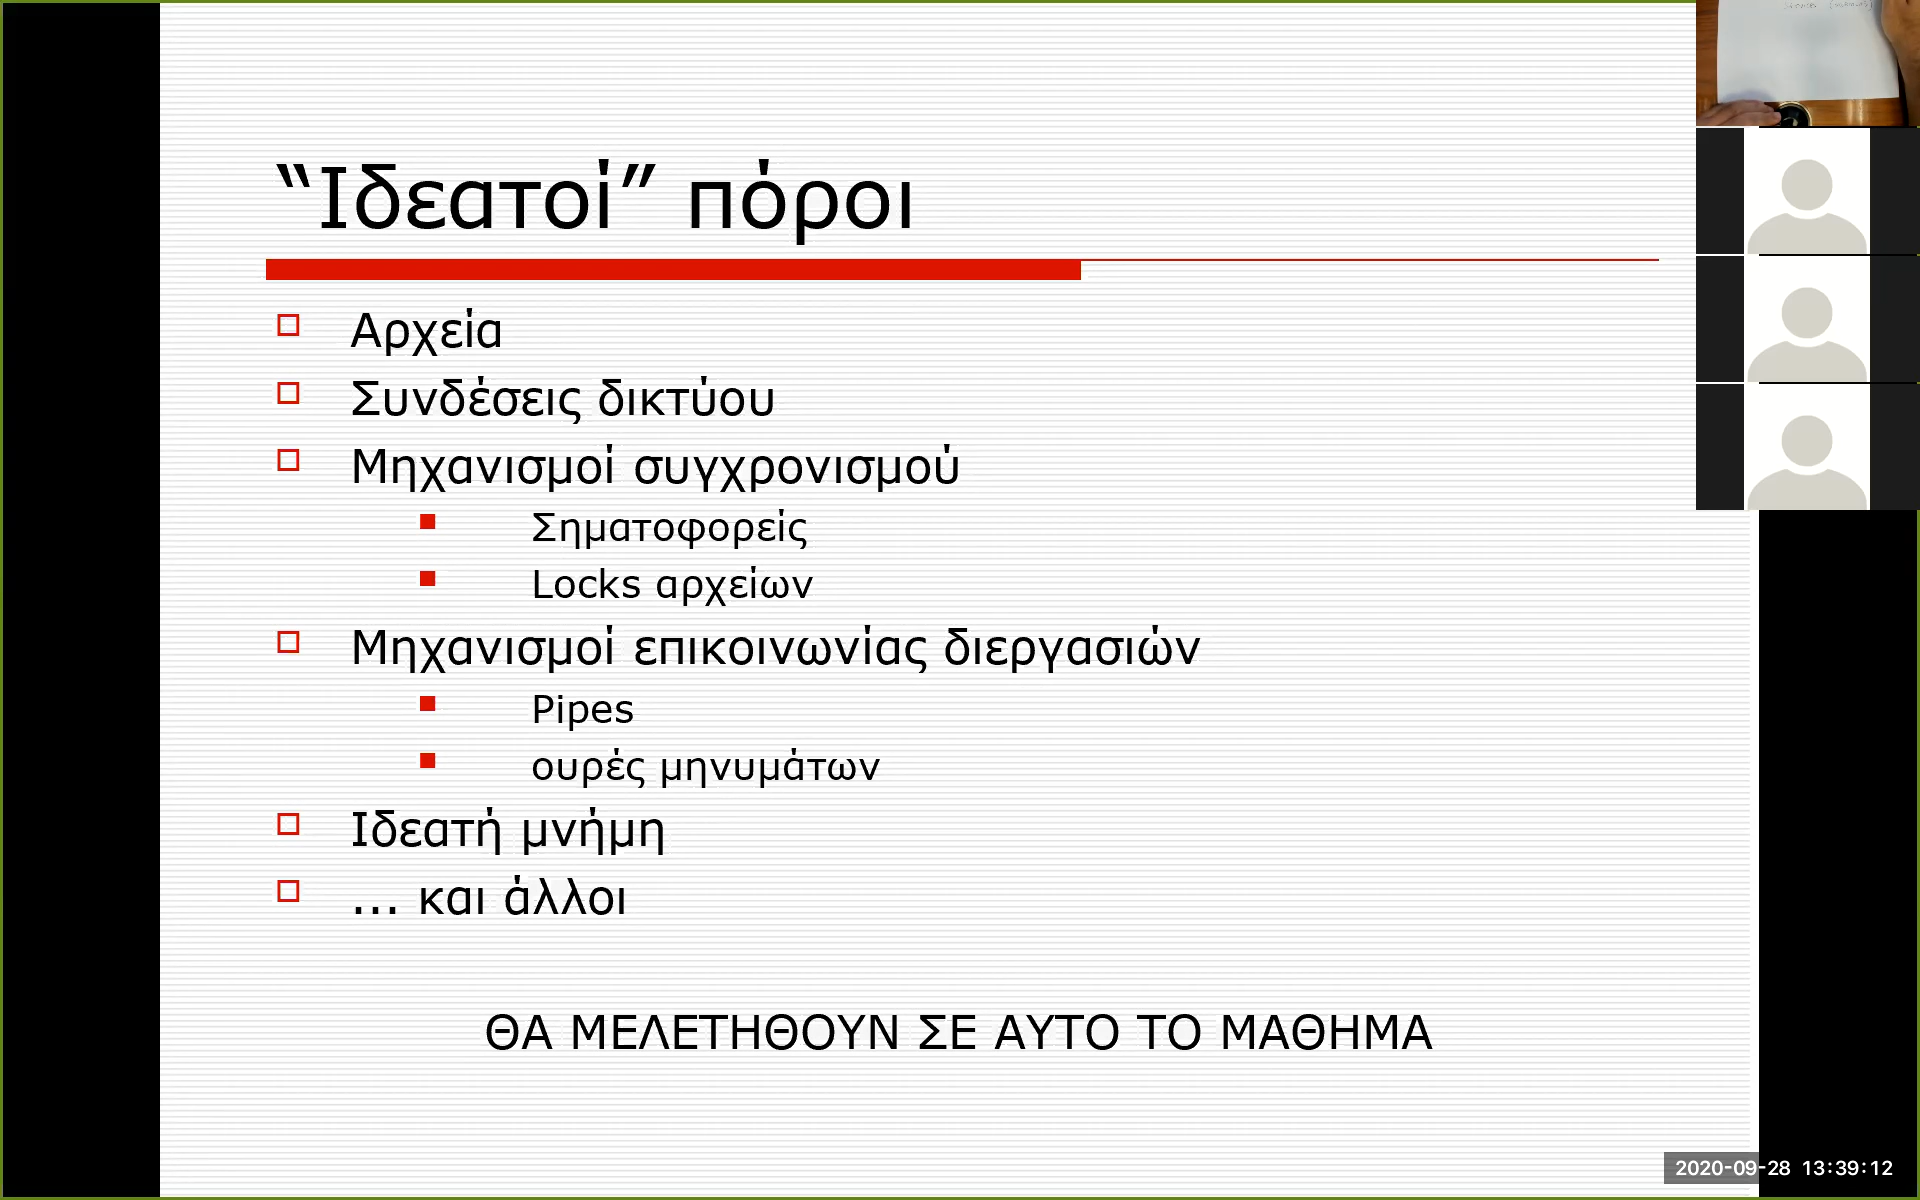 “Ιδεατοί” πόροι
Αρχεία
Συνδέσεις δικτύου
Μηχανισμοί συγχρονισμού
Σηματοφορείς
Locks αρχείων
Μηχανισμοί επικοινωνίας διεργασιών
Pipes
ουρές μηνυμάτων
Ιδεατή μνήμη
... και άλλοι
ΘΑ ΜΕΛΕΤΗΘΟΥΝ ΣΕ ΑΥΤΟ ΤΟ ΜΑΘΗΜΑ
2020-09-28 13:39:12